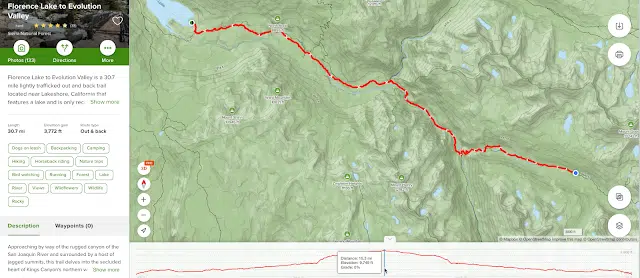 Florence Lake to Evolution
Valley
Sierra National Forest
Photos (133)
Directions
More
Florence Lake to Evolution Valley is a 30.7
mile lightly trafficked out and back trail
located near Lakeshore, California that
features a lake and is only rec
Show more
Length
Elevation gain
Route type
30.7 mi
3,772 ft
Out & back
Dogs on leash
Backpacking
Camping
Hiking
Horseback riding
Nature trips
Bird watching
Running
Forest
Lake
River
Views
Wildflowers
Wildlife
Rocky
Description
Waypoints (0)
Approaching by way of the rugged canyon of the
San Joaquin River and surrounded by a host of
jagged summits, this trail delves into the secluded
heart of Kings Canyon's northern w
Show more
3D
+
−
© Mapbox © OpenStreetMap Improve this map © OpenStreetMap contributors
Distance: 15.3 mi
Grade: 0%